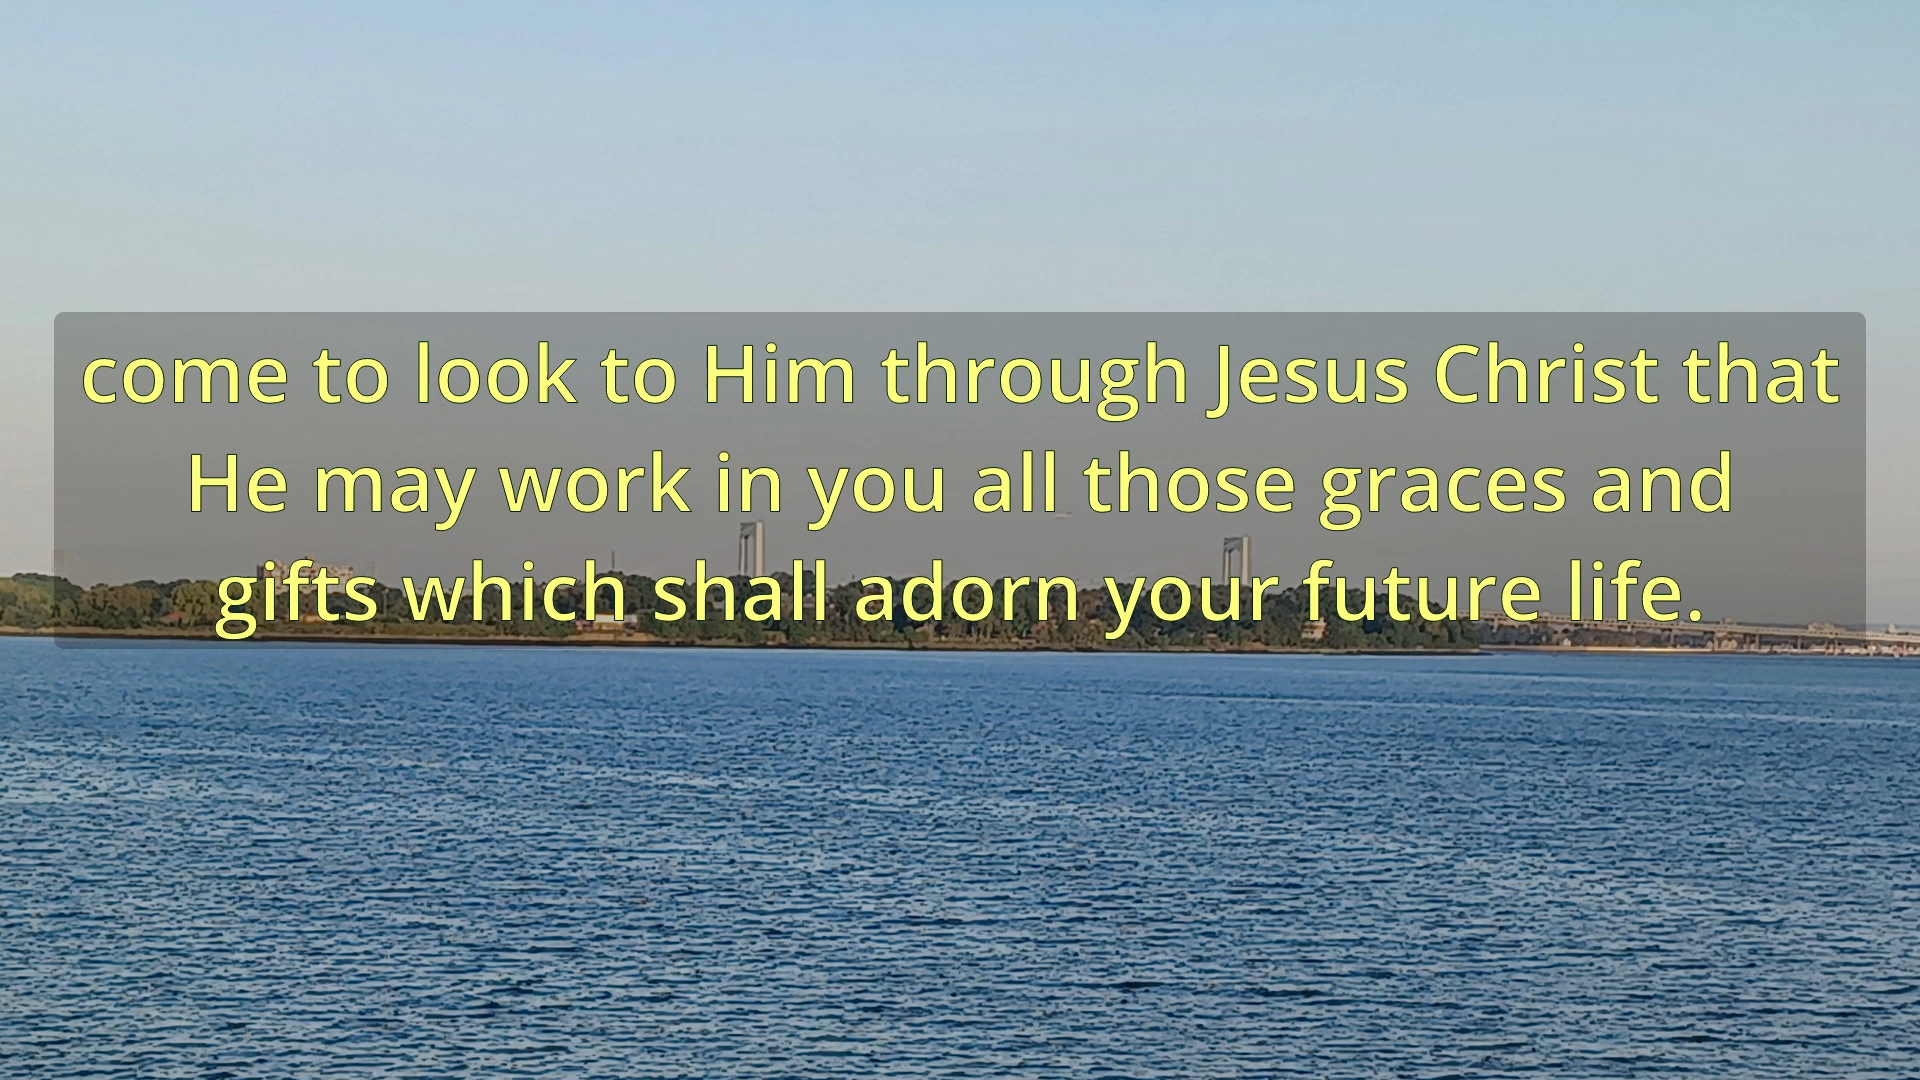 come to look to Him through Jesus Christ that
He may work in you all those graces and
gifts which shall adorn your future life.